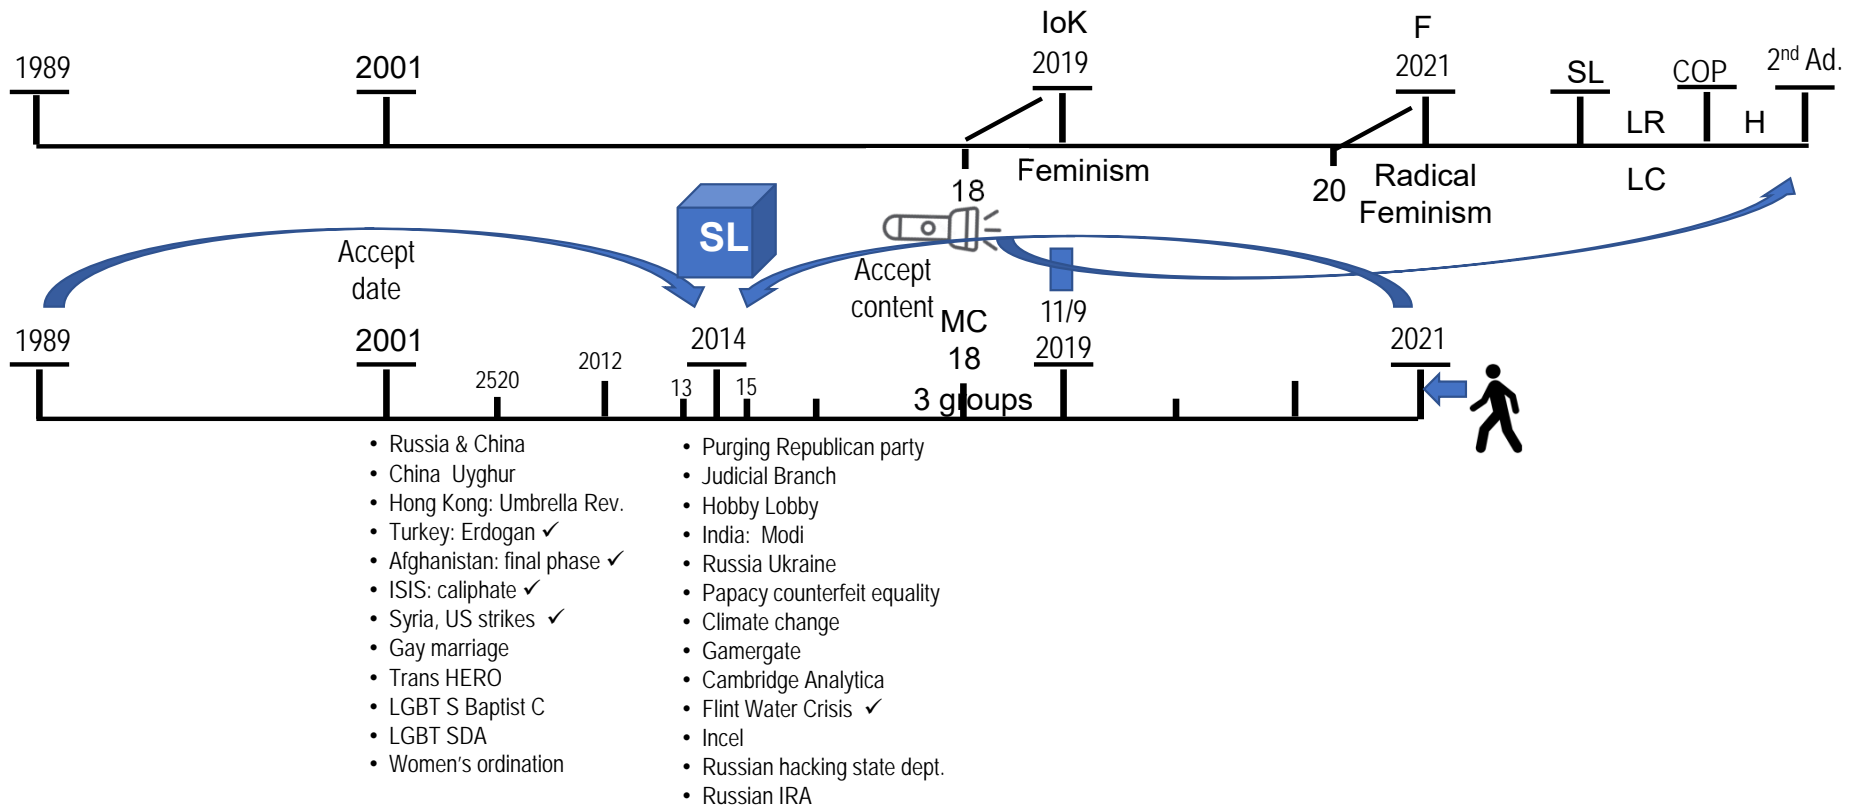 IoK
F
1989
2001
2019
2021
SL
COP
2nd Ad.
LR
H
18
Feminism
20
Radical
Feminism
LC
SL
Accept
date
Accept
content
MC
18
3 groups
11/9
2019
1989
2001
2520
2012
13
2014
15
2021
• Russia & China
• China  Uyghur
• Hong Kong: Umbrella Rev.
• Turkey: Erdogan ✓
• Afghanistan: final phase ✓
• ISIS: caliphate ✓
• Syria, US strikes ✓
• Gay marriage
• Trans HERO
• LGBT S Baptist C
• LGBT SDA
• Women's ordination
• Purging Republican party
• Judicial Branch
• Hobby Lobby
• India:  Modi
• Russia Ukraine
• Papacy counterfeit equality
• Climate change
• Gamergate
• Cambridge Analytica
• Flint Water Crisis ✓
• Incel
• Russian hacking state dept.
• Russian IRA